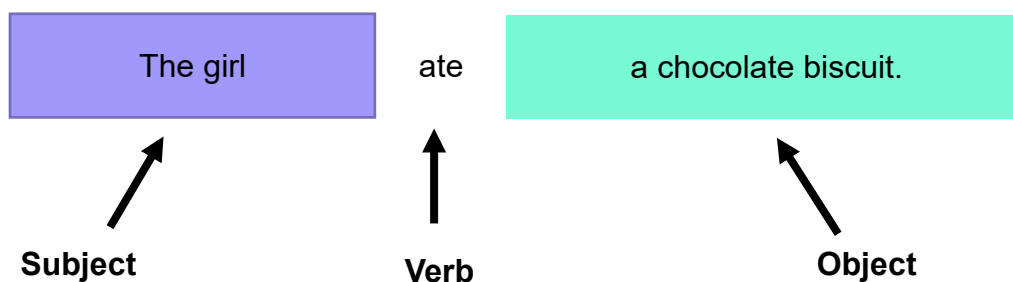 The girl ate a chocolate biscuit.
Subject Verb Object